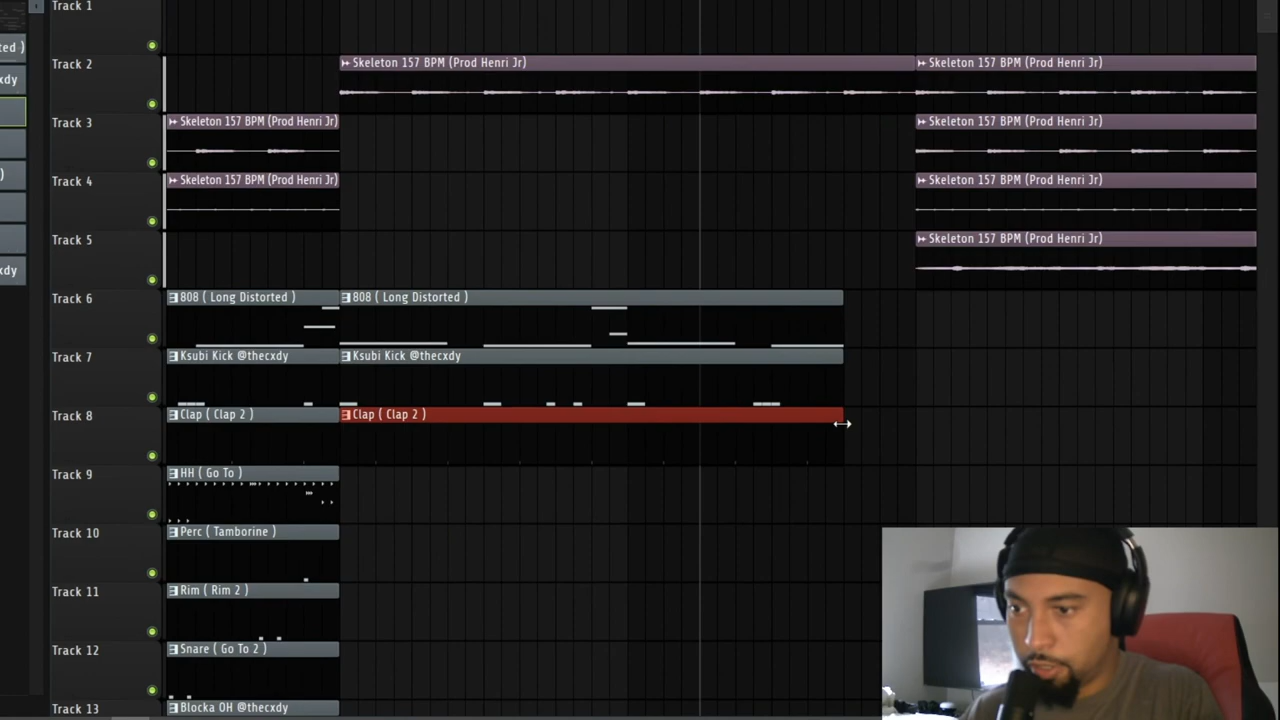 Track 1
ted )
Track 2
Skeleton 157 BPM (Prod Henri Jr)
Skeleton 157 BPM (Prod Henri Jr)
xdy
Track 3
Skeleton 157 BPM (Prod Henri Jr)
Skeleton 157 BPM (Prod Henri Jr)
Track 4
Skeleton 157 BPM (Prod Henri Jr)
Skeleton 157 BPM (Prod Henri Jr)
)
Track 5
Skeleton 157 BPM (Prod Henri Jr)
xdy
Track 6
808 ( Long Distorted )
808 ( Long Distorted )
Track 7
Ksubi Kick @thecxdy
Ksubi Kick @thecxdy
Track 8
Clap ( Clap 2 )
Clap ( Clap 2 )
Track 9
HH ( Go To )
Track 10
Perc ( Tamborine )
Track 11
Rim ( Rim 2 )
Track 12
Snare ( Go To 2 )
Track 13
Blocka OH @thecxdy